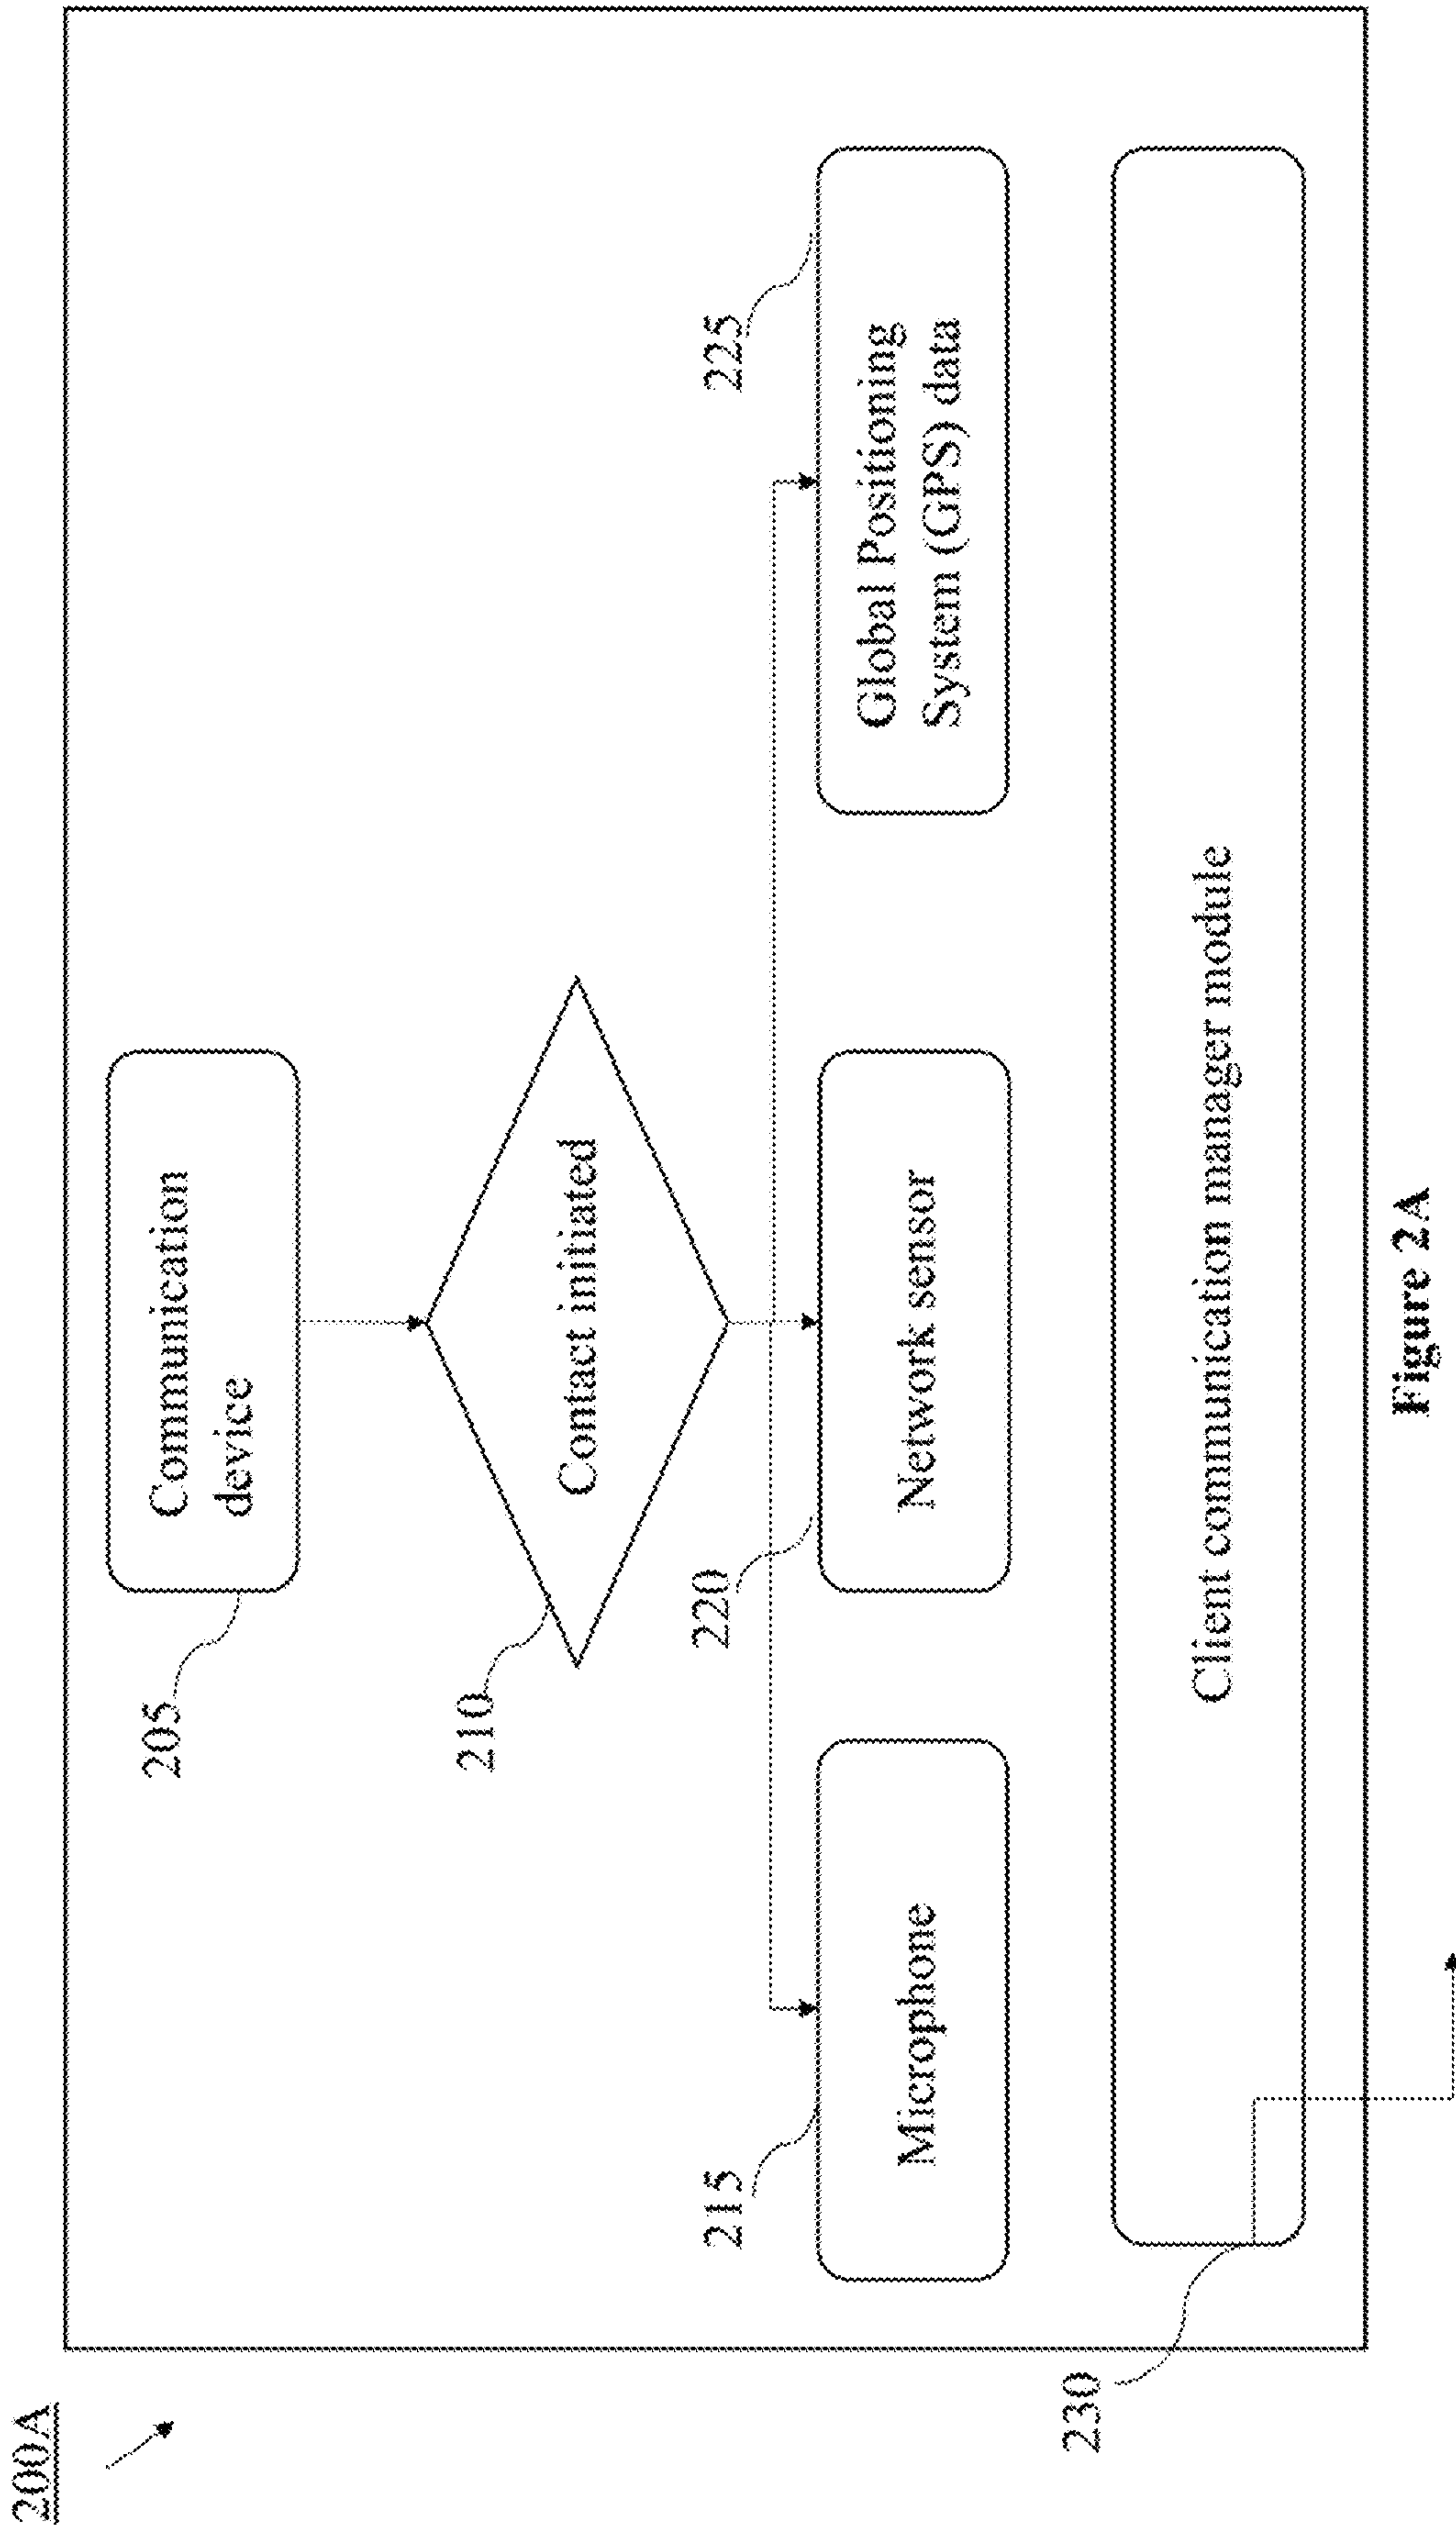 200A
205
Communication
device
210
Contact initiated
215
220
225
Microphone
Network sensor
Global Positioning
System (GPS) data
230
Client communication manager module
Figure 2A